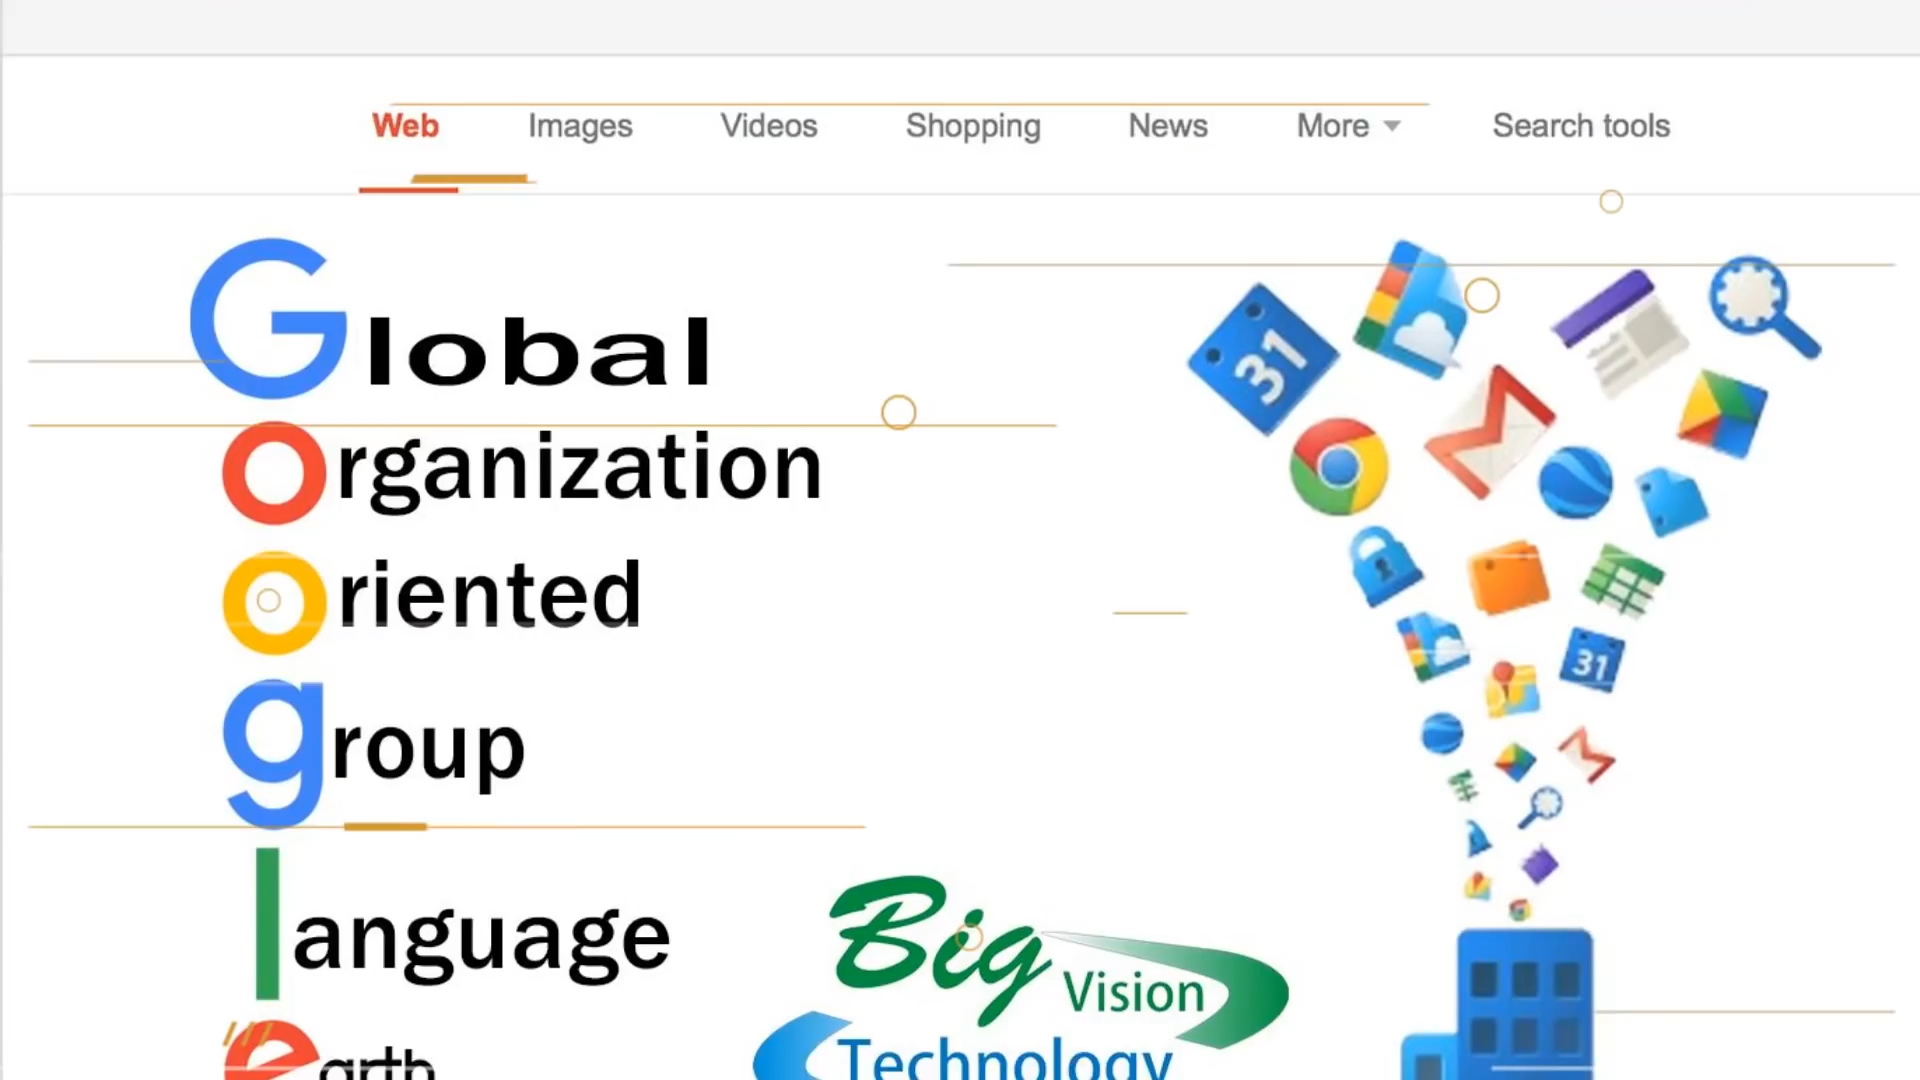 Web Images Videos Shopping News More Search tools
Global
organization
oriented
group
language
earth
31
31
Big
Vision
Technology